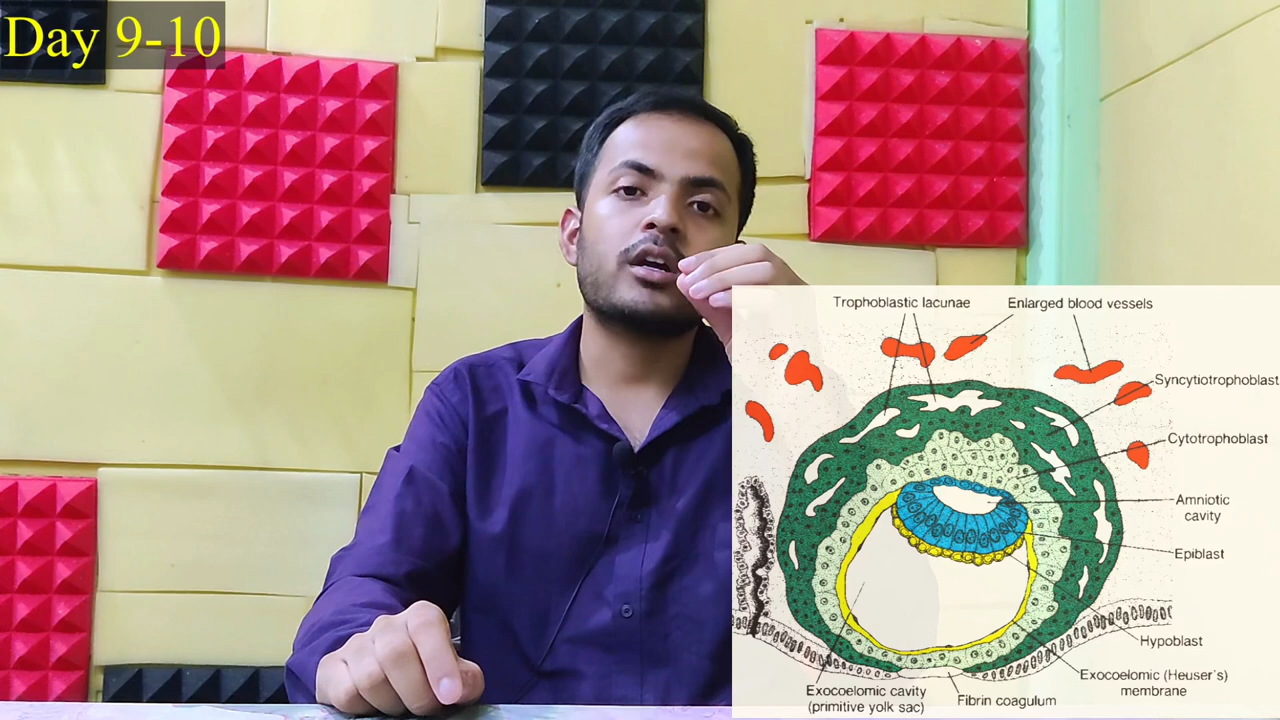 Day 9-10
Trophoblastic lacunae
Enlarged blood vessels
Syncytiotrophoblast
Cytotrophoblast
Amniotic
cavity
Epiblast
Hypoblast
Exocoelomic (Heuser's)
membrane
Exocoelomic cavity
(primitive yolk sac)
Fibrin coagulum